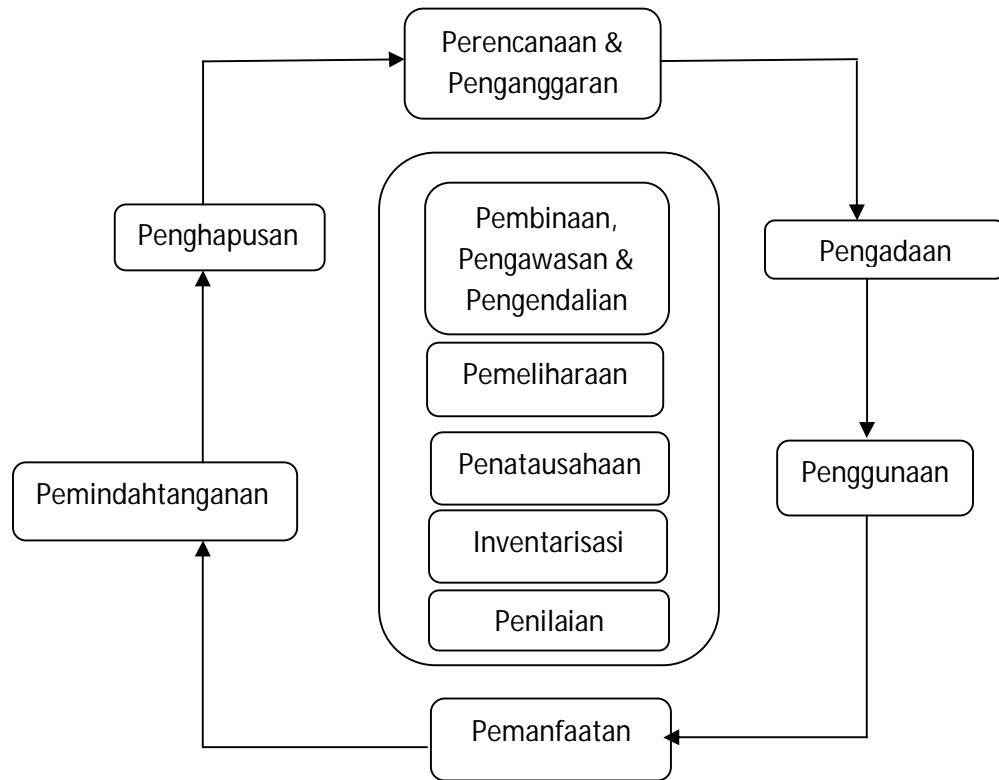 Perencanaan &
Penganggaran
Penghapusan
Pembinaan,
Pengawasan &
Pengendalian
Pengadaan
Pemeliharaan
Pemindahtanganan
Penatausahaan
Penggunaan
Inventarisasi
Penilaian
Pemanfaatan